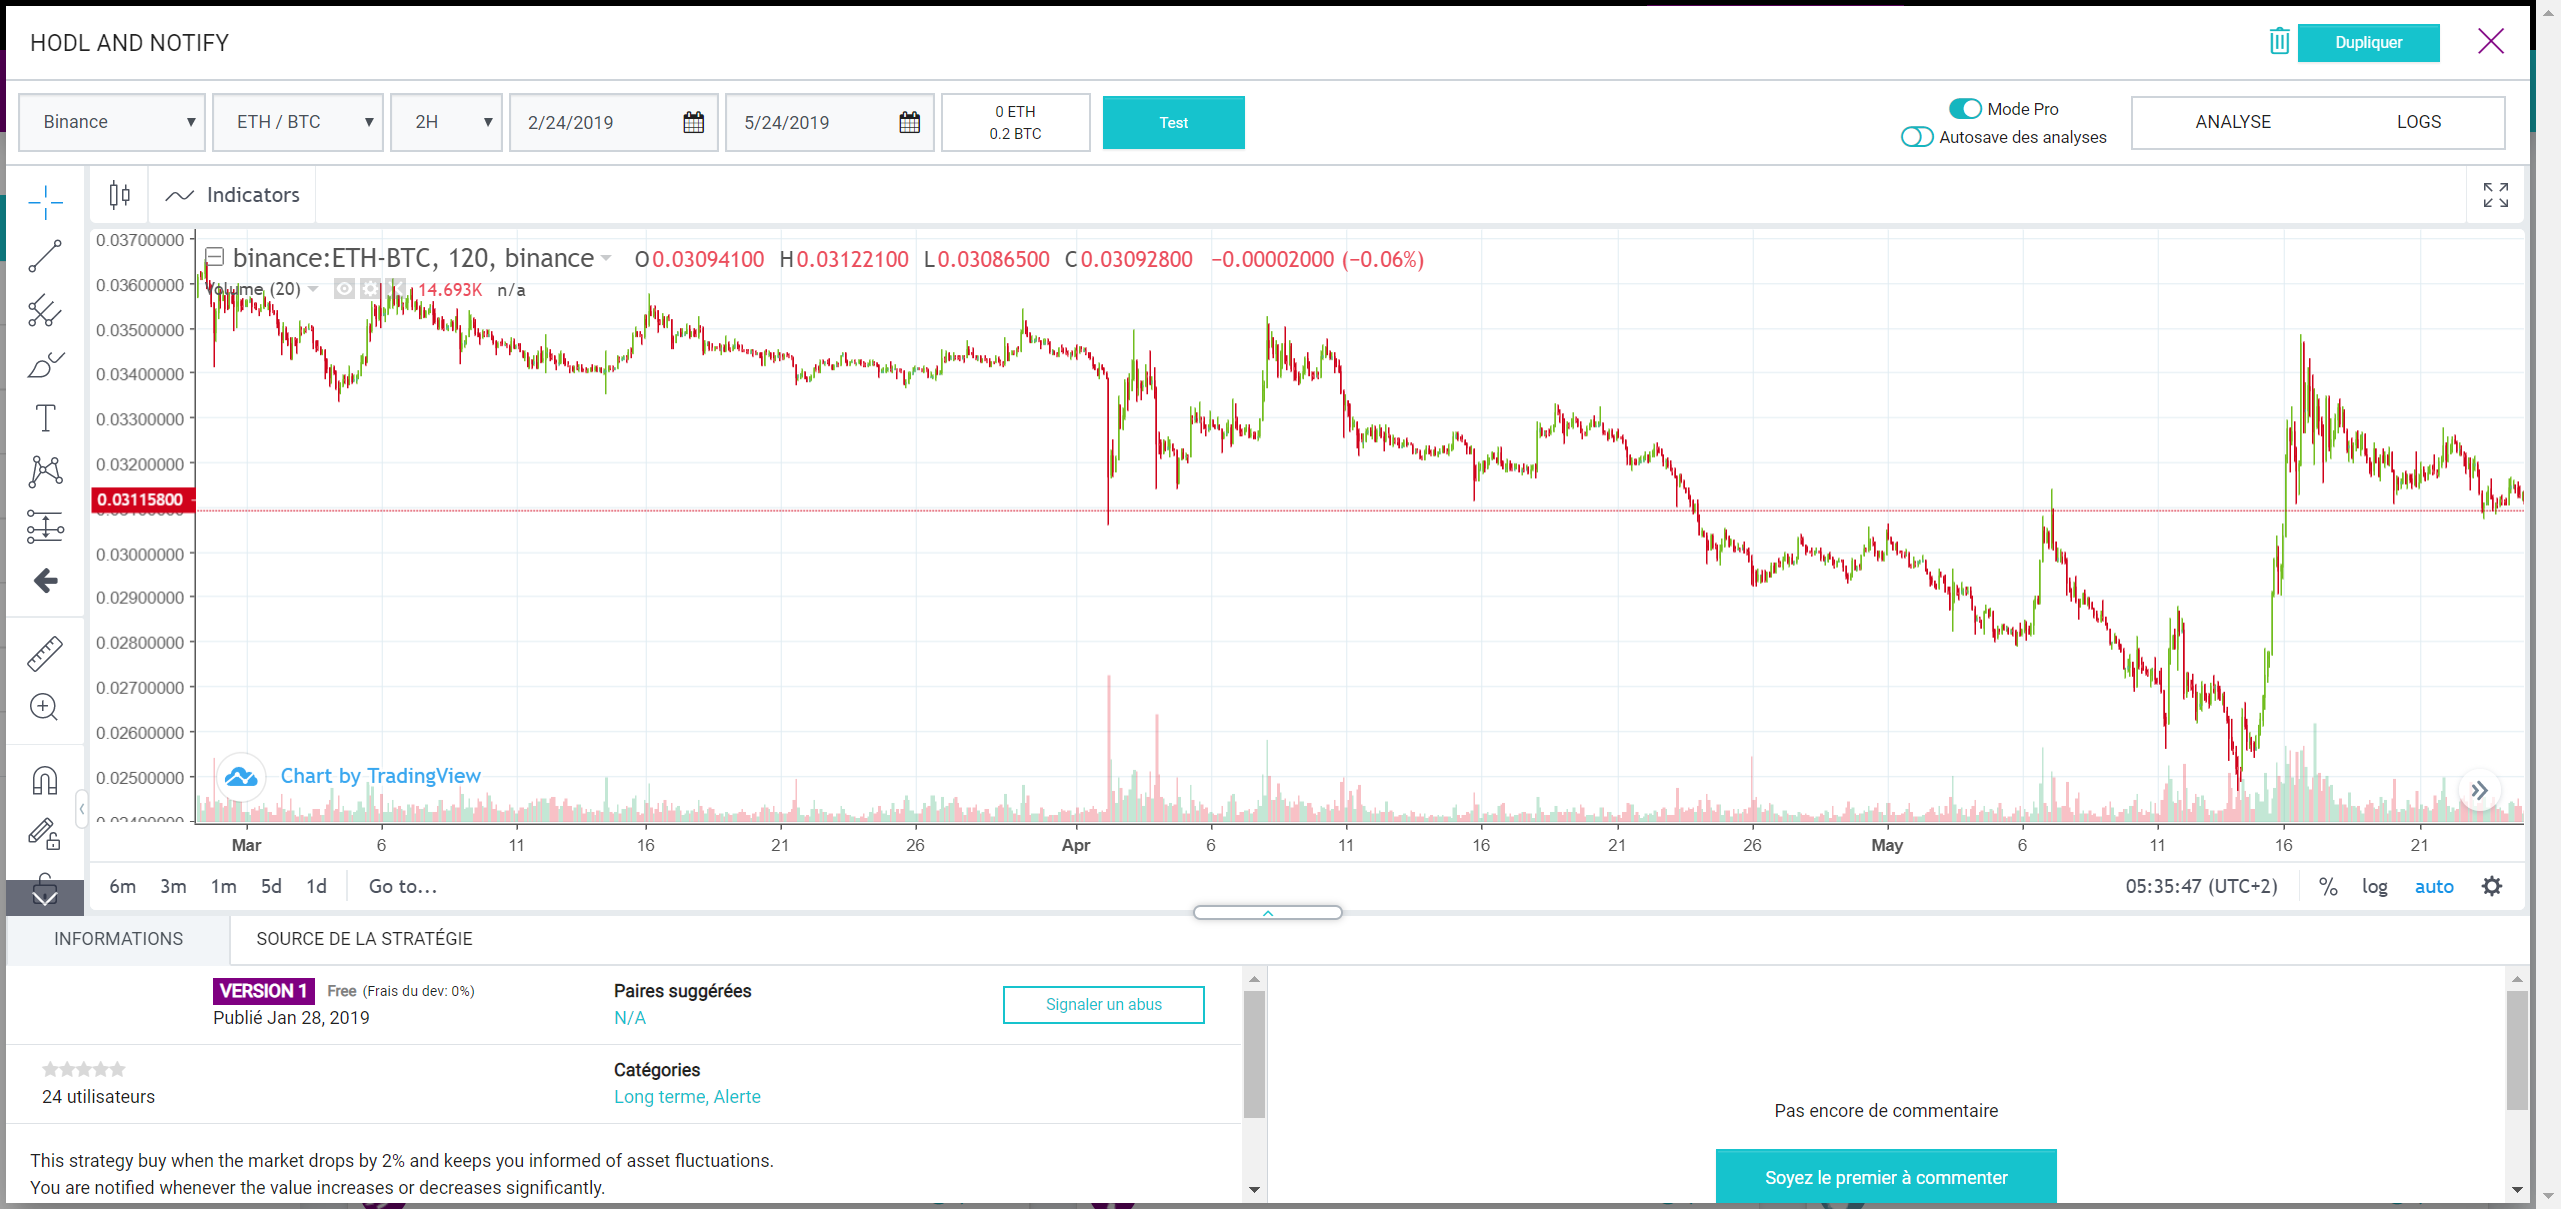 HODL AND NOTIFY
Dupliquer
Binance ETH / BTC 2H 2/24/2019 5/24/2019
0 ETH
0.2 BTC
Test
Mode Pro
Autosave des analyses
ANALYSE LOGS
Indicators
binance:ETH-BTC, 120, binance O0.03094100 H0.03122100 L0.03086500 C0.03092800 −0.00002000 (−0.06%)
Volume (20) 14.693K n/a
0.03700000
0.03600000
0.03500000
0.03400000
0.03300000
0.03200000
0.03115800
0.03000000
0.02900000
0.02800000
0.02700000
0.02600000
0.02500000
0.02400000
Chart by TradingView
Mar 6 11 16 21 26 Apr 6 11 16 21 26 May 6 11 16 21
6m 3m 1m 5d 1d Go to... 05:35:47 (UTC+2) % log auto
INFORMATIONS SOURCE DE LA STRATÉGIE
VERSION 1 Free (Frais du dev: 0%)
Publié Jan 28, 2019
Paires suggérées
N/A
Signaler un abus
24 utilisateurs
Catégories
Long terme, Alerte
This strategy buy when the market drops by 2% and keeps you informed of asset fluctuations.
You are notified whenever the value increases or decreases significantly.
Pas encore de commentaire
Soyez le premier à commenter